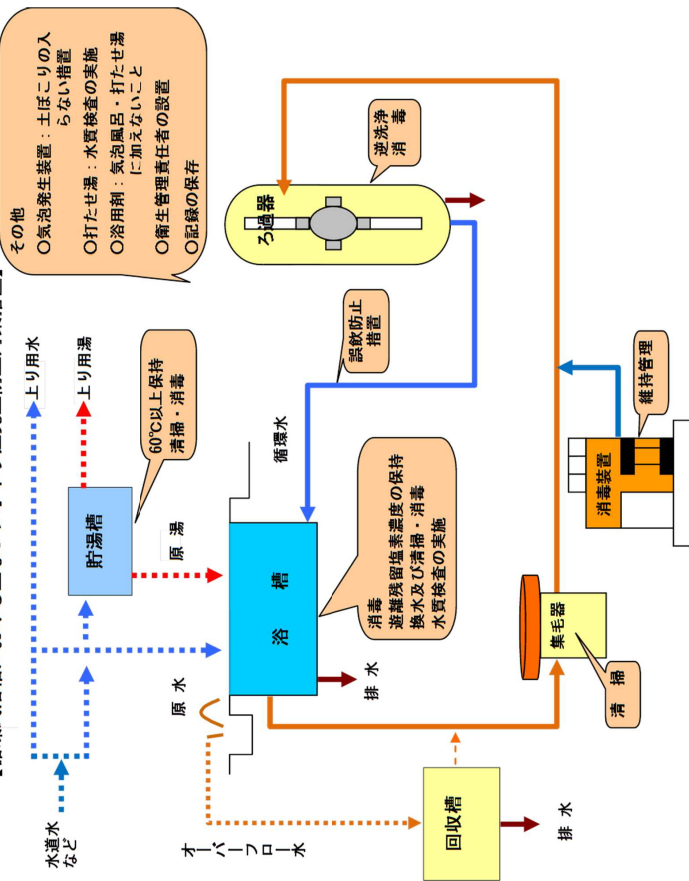 その他
○気泡発生装置：土ぼこりの入
らない措置
○打たせ湯：水質検査の実施
○浴用剤：気泡風呂・打たせ湯
に加えないこと
○衛生管理責任者の設置
○記録の保存
水道水
など
上り用水
上り用湯
貯湯槽
60℃以上保持
清掃・消毒
原 湯
原 水
浴 槽
循環水
排 水
消毒
遊離残留塩素濃度の保持
換水及び清掃・消毒
水質検査の実施
誤飲防止
措置
ろ過器
逆洗浄
消 毒
オーバーフロー水
回収槽
排 水
集毛器
清 掃
消毒装置
維持管理